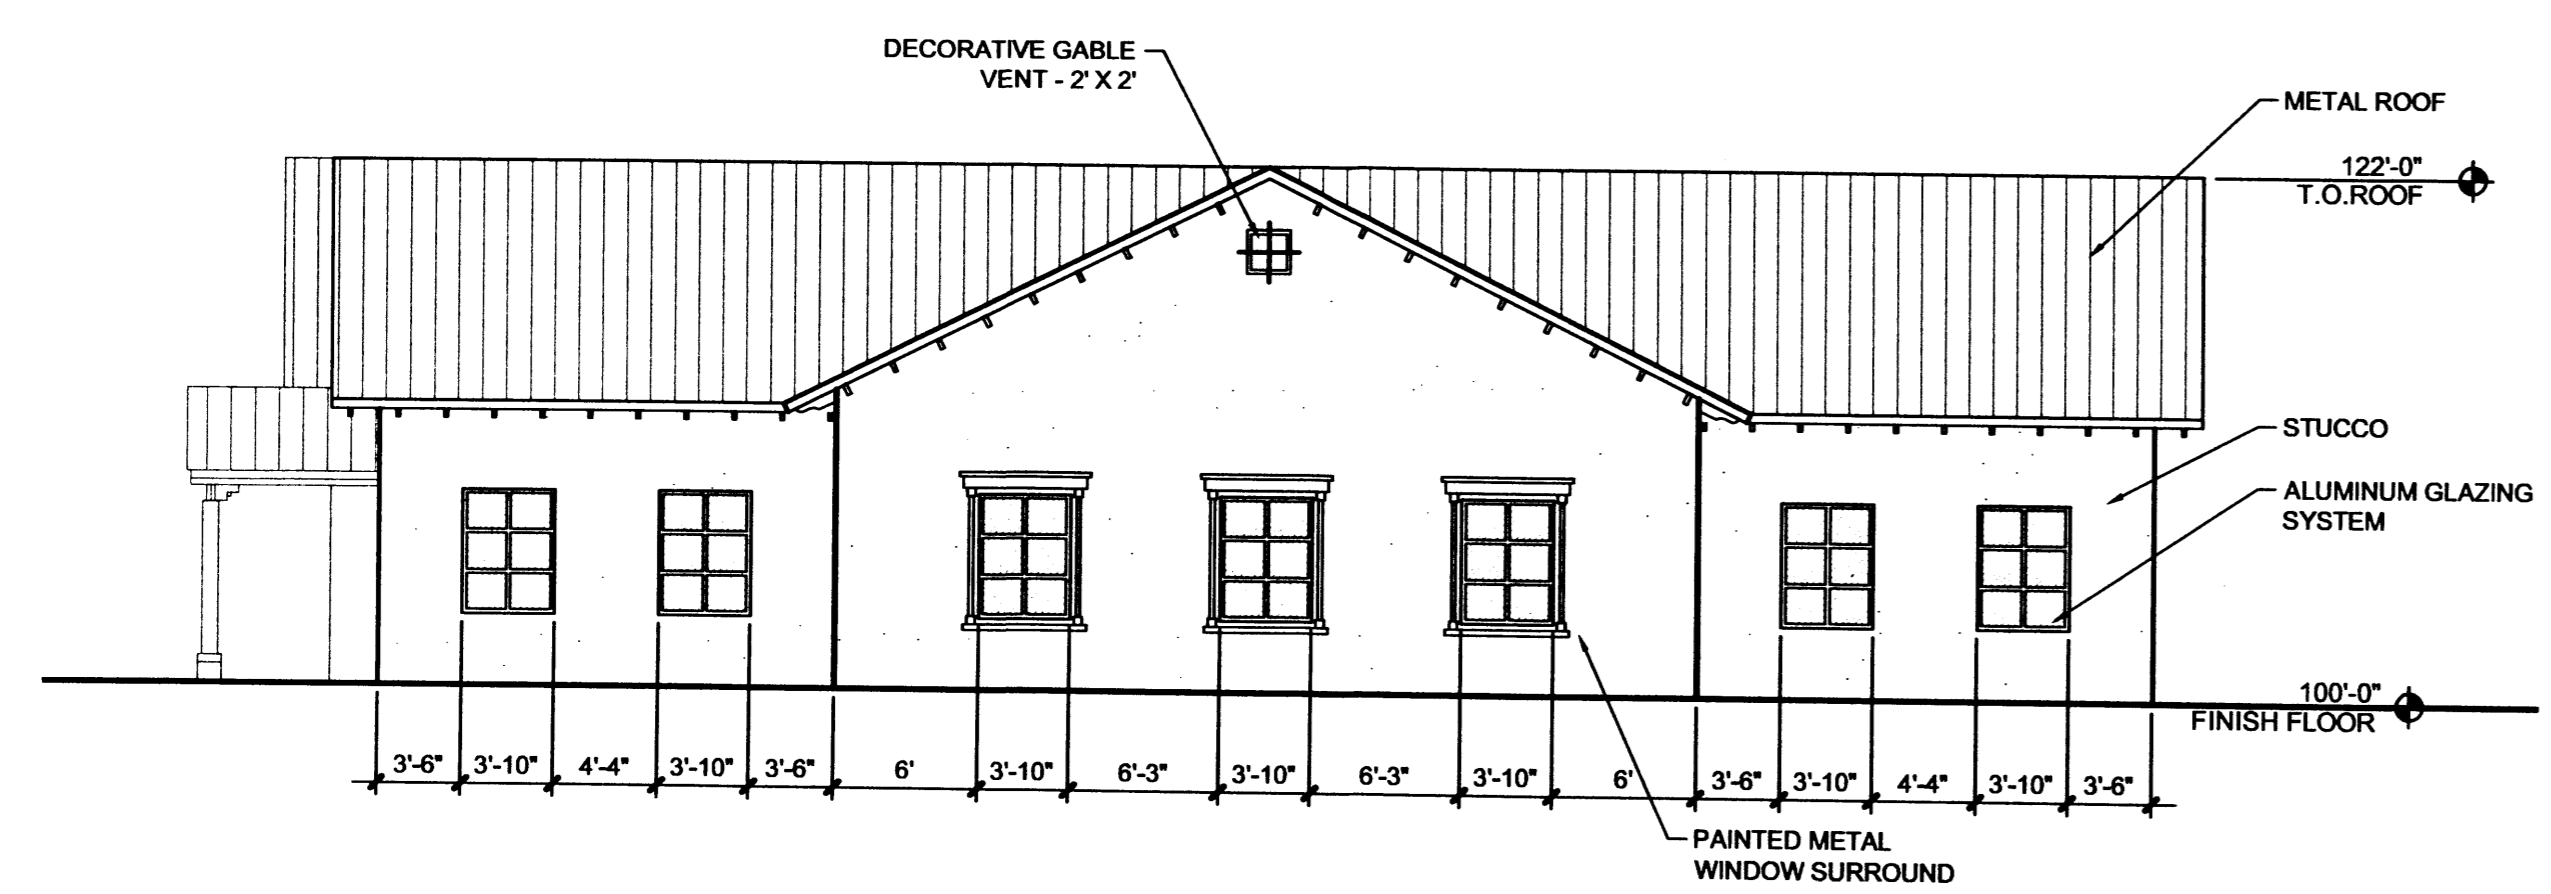 DECORATIVE GABLE
VENT - 2' X 2'
METAL ROOF
122'-0"
T.O.ROOF
STUCCO
ALUMINUM GLAZING
SYSTEM
100'-0"
FINISH FLOOR
3'-6" 3'-10" 4'-4" 3'-10" 3'-6" 6' 3'-10" 6'-3" 3'-10" 6'-3" 3'-10" 6' 3'-6" 3'-10" 4'-4" 3'-10" 3'-6"
PAINTED METAL
WINDOW SURROUND